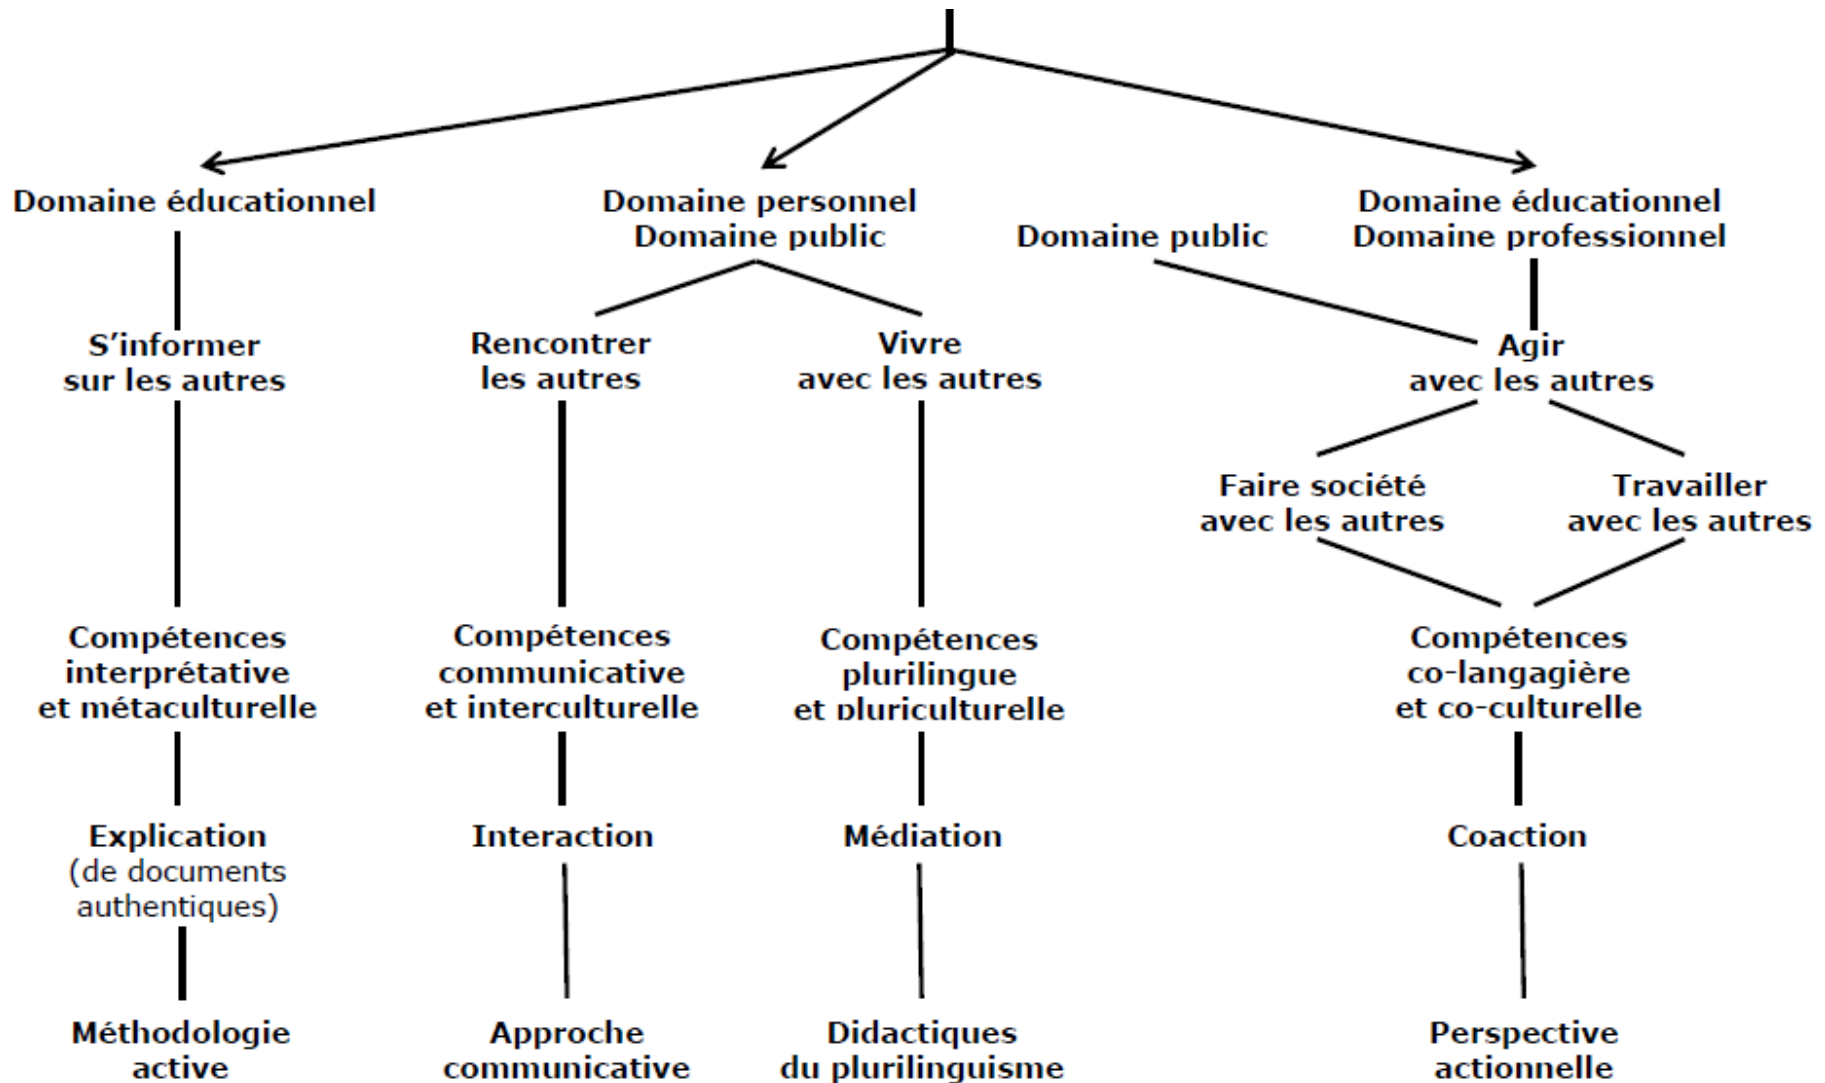 Domaine éducationnel
Domaine personnel
Domaine public
Domaine public
Domaine éducationnel
Domaine professionnel
S’informer
sur les autres
Rencontrer
les autres
Vivre
avec les autres
Agir
avec les autres
Faire société
avec les autres
Travailler
avec les autres
Compétences
interprétative
et métaculturelle
Compétences
communicative
et interculturelle
Compétences
plurilingue
et pluriculturelle
Compétences
co-langagière
et co-culturelle
Explication
(de documents
authentiques)
Interaction
Médiation
Coaction
Méthodologie
active
Approche
communicative
Didactiques
du plurilinguisme
Perspective
actionnelle